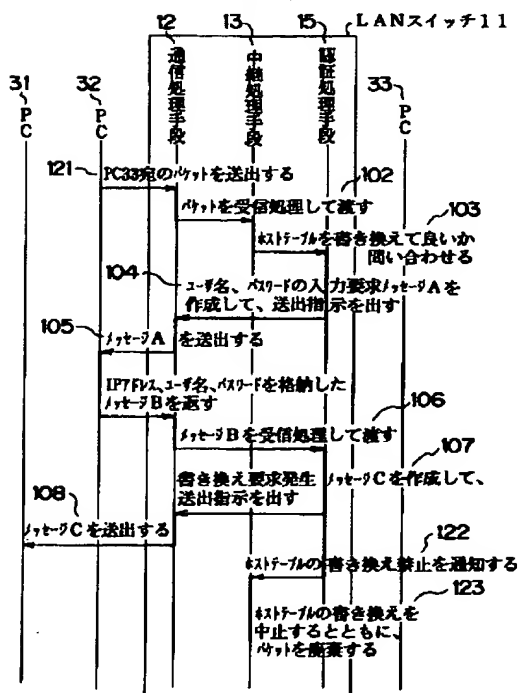 LANスイッチ11
12
13
15
通信処理手段
中継処理手段
認証処理手段
31
PC
32
PC
33
PC
121
PC33宛のパケットを送出する
102
パケットを受信処理して渡す
103
ホストテーブルを書き換えて良いか
問い合わせる
104
ユーザ名、パスワードの入力要求メッセージAを
作成して、送出指示を出す
105
メッセージA を送出する
IPアドレス、ユーザ名、パスワードを格納した
メッセージBを返す
106
メッセージBを受信処理して渡す
107
書き換え要求発生メッセージCを作成して、
送出指示を出す
108
メッセージCを送出する
122
ホストテーブルの書き換え禁止を通知する
123
ホストテーブルの書き換えを
中止するとともに、
パケットを廃棄する